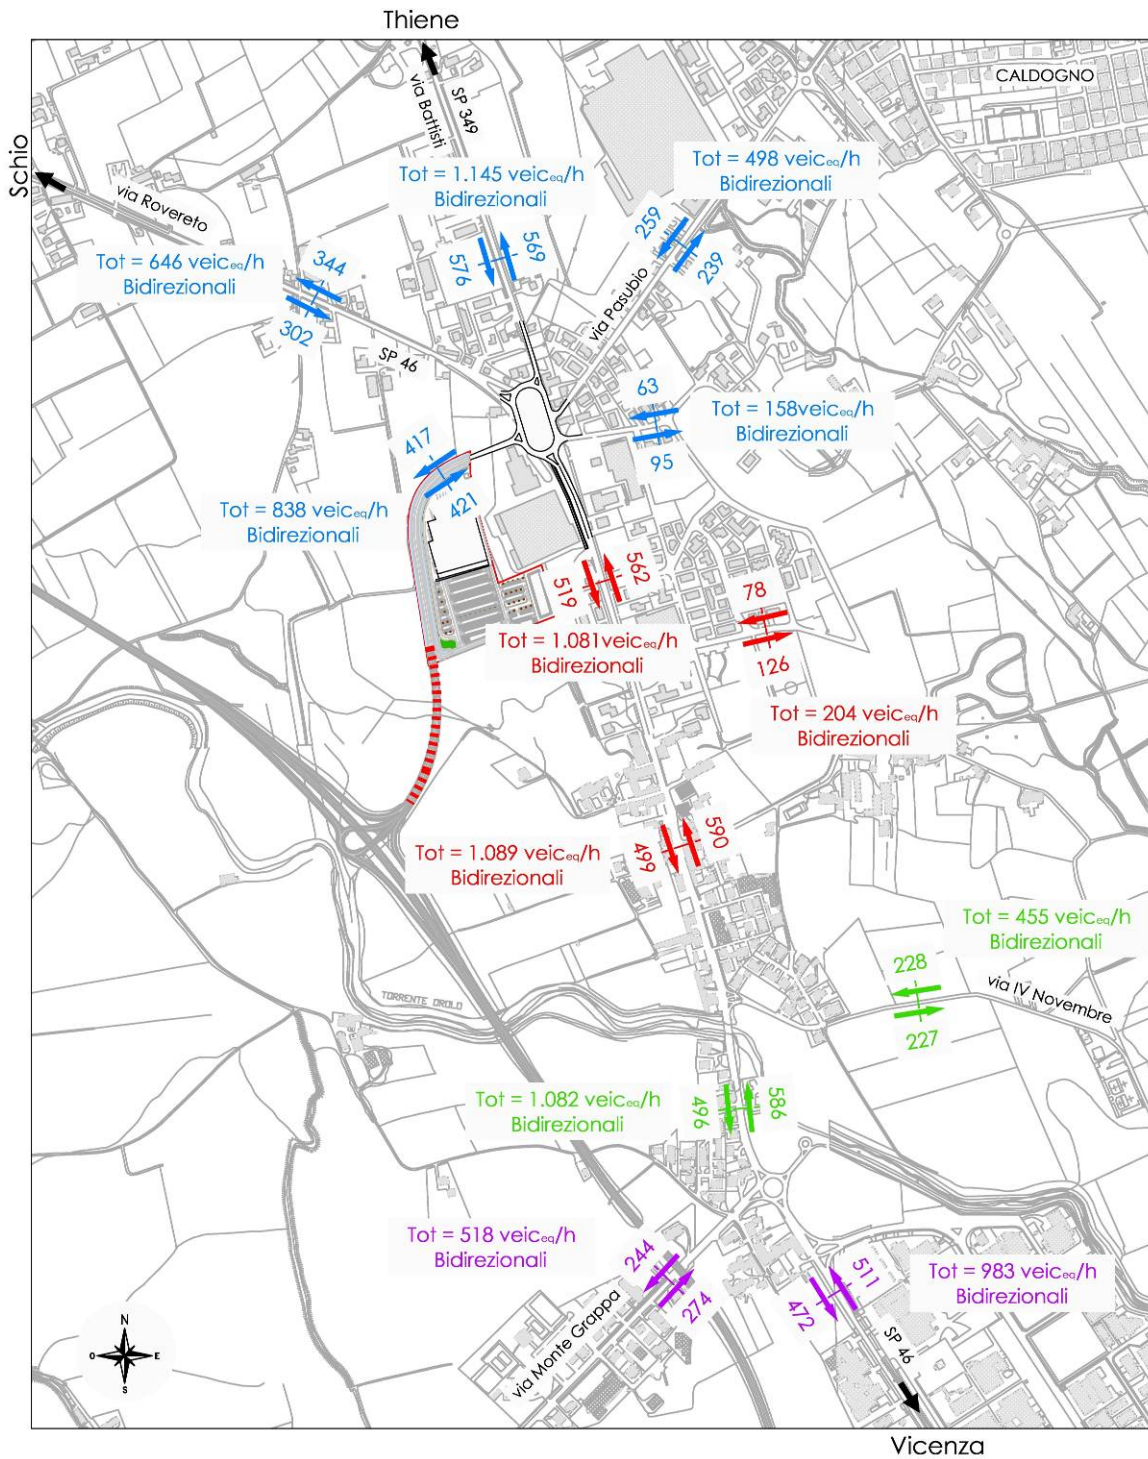 Thiene
CALDOGNO
via Battisti
SP 349
Schio
via Rovereto
Tot = 1.145 veiceq/h
Bidirezionali
Tot = 498 veiceq/h
Bidirezionali
259
239
569
576
Tot = 646 veiceq/h
Bidirezionali
344
302
via Pasubio
SP 46
63
95
Tot = 158veiceq/h
Bidirezionali
417
421
Tot = 838 veiceq/h
Bidirezionali
562
519
78
126
Tot = 1.081veiceq/h
Bidirezionali
Tot = 204 veiceq/h
Bidirezionali
590
499
Tot = 1.089 veiceq/h
Bidirezionali
Tot = 455 veiceq/h
Bidirezionali
228
227
via IV Novembre
TORRENTE OROLO
Tot = 1.082 veiceq/h
Bidirezionali
586
496
Tot = 518 veiceq/h
Bidirezionali
244
274
511
472
Tot = 983 veiceq/h
Bidirezionali
via Monte Grappa
SP 46
N
O
E
S
Vicenza